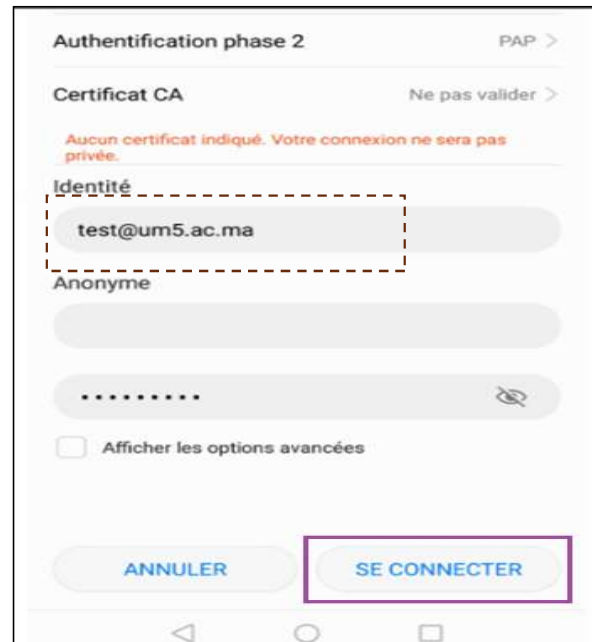 Authentification phase 2 PAP >
Certificat CA Ne pas valider >
Aucun certificat indiqué. Votre connexion ne sera pas
privée.
Identité
test@um5.ac.ma
Anonyme
•••••••••
Afficher les options avancées
ANNULER SE CONNECTER